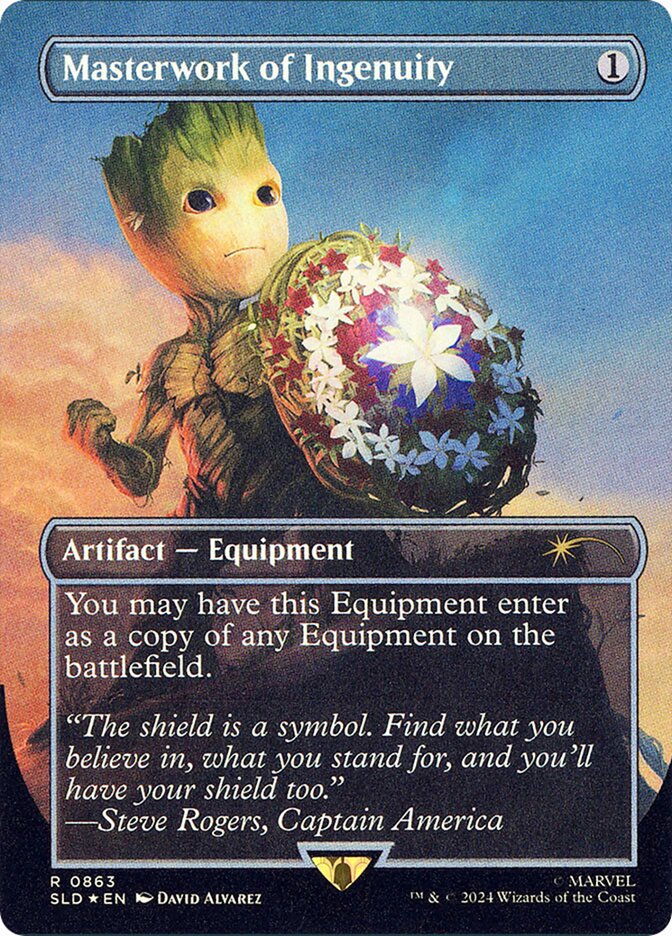 Masterwork of Ingenuity 1
Artifact — Equipment
You may have this Equipment enter
as a copy of any Equipment on the
battlefield.
“The shield is a symbol. Find what you
believe in, what you stand for, and you’ll
have your shield too.”
—Steve Rogers, Captain America
R 0863
SLD ★ EN David Alvarez
© MARVEL
™ & © 2024 Wizards of the Coast